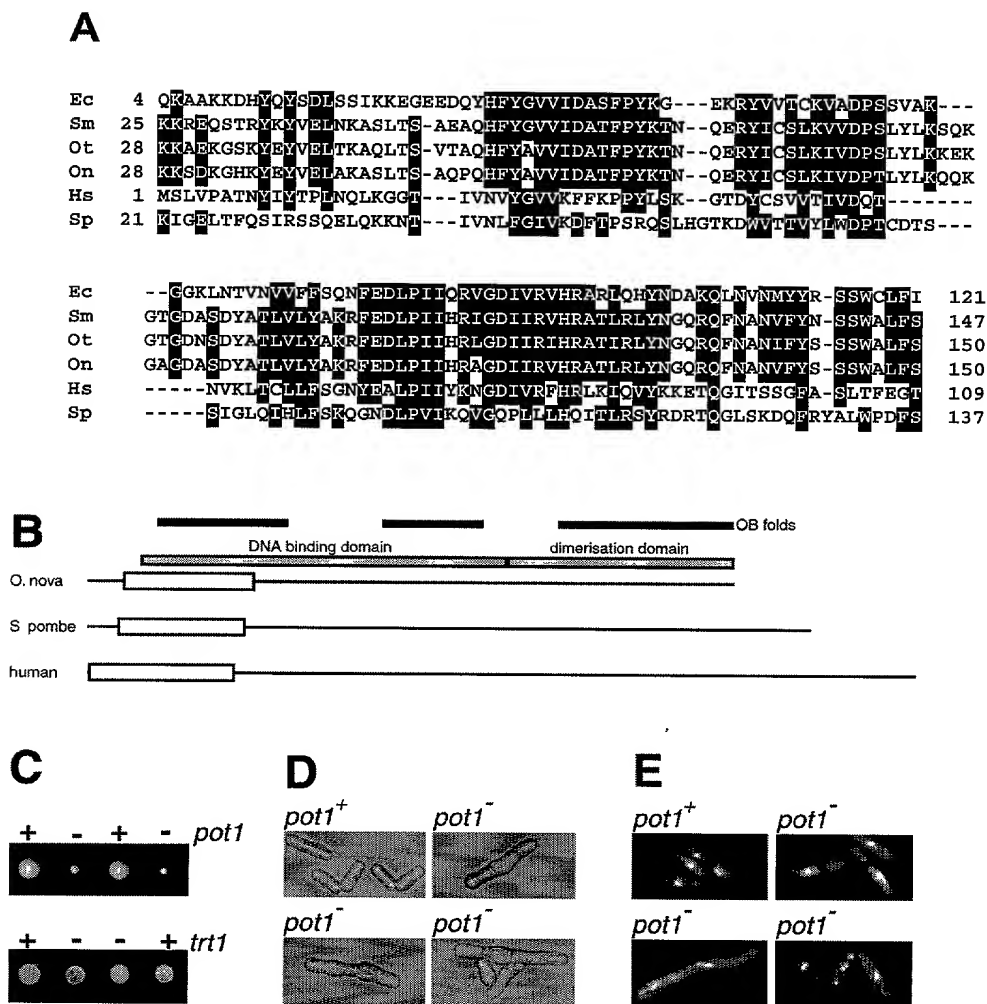 A
Ec 4 QKAAKKDHYQYSDLSSIKKEGEEDQYHFYGVVIDASFPYKG---EKRYVVTCKVADPSSVAK---
Sm 25 KKREQSTRYKYVELNKASLTS-AEAQHFYGVVIDATFPYKTN--QERYICSLKVVDPSLYLKSQK
Ot 28 KKAEKGSKYEYVELTKAQLTS-VTAQHFYAVVIDATFPYKTN--QERYICSLKIVDPSLYLKKEK
On 28 KKSDKGHKYEYVELAKASLTS-AQPQHFYAVVIDATFPYKTN--QERYICSLKIVDPTLYLKQQK
Hs 1 MSLVPATNYIYTPLNQLKGGT---IVNVYGVVKFFKPPYLSK--GTDYCSVVTIVDQT-------
Sp 21 KIGELTFQSIRSSQELQKKNT---IVNLFGIVKDFTPSRQSLHGTKDWVTTVYLWDPTCDTS---
Ec --GGKLNTVNVVFFSQNFEDLPIIQRVGDIVRVHRARLQHYNDAKQLNVNMYYR-SSWCLFI 121
Sm GTGDASDYATLVLYAKRFEDLPIIHRIGDIIRVHRATLRLYNGQRQFNANVFYN-SSWALFS 147
Ot GTGDNSDYATLVLYAKRFEDLPIIHRLGDIIRIHRATIRLYNGQRQFNANIFYS-SSWALFS 150
On GAGDASDYATLVLYAKRFEDLPIIHRAGDIIRIHRATLRLYNGQRQFNANVFYS-SSWALFS 150
Hs -----NVKLTCLLFSGNYEALPIIYKNGDIVRFHRLKIQVYKKETQGITSSGFA-SLTFEGT 109
Sp -----SIGLQIHLFSKQGNDLPVIKQVGQPLLLHQITLRSYRDRTQGLSKDQFRYALWPDFS 137
B
OB folds
DNA binding domain dimerisation domain
O. nova
S pombe
human
C
+ - + - pot1
+ - - + trt1
D
pot1+ pot1-
pot1- pot1-
E
pot1+ pot1-
pot1- pot1-